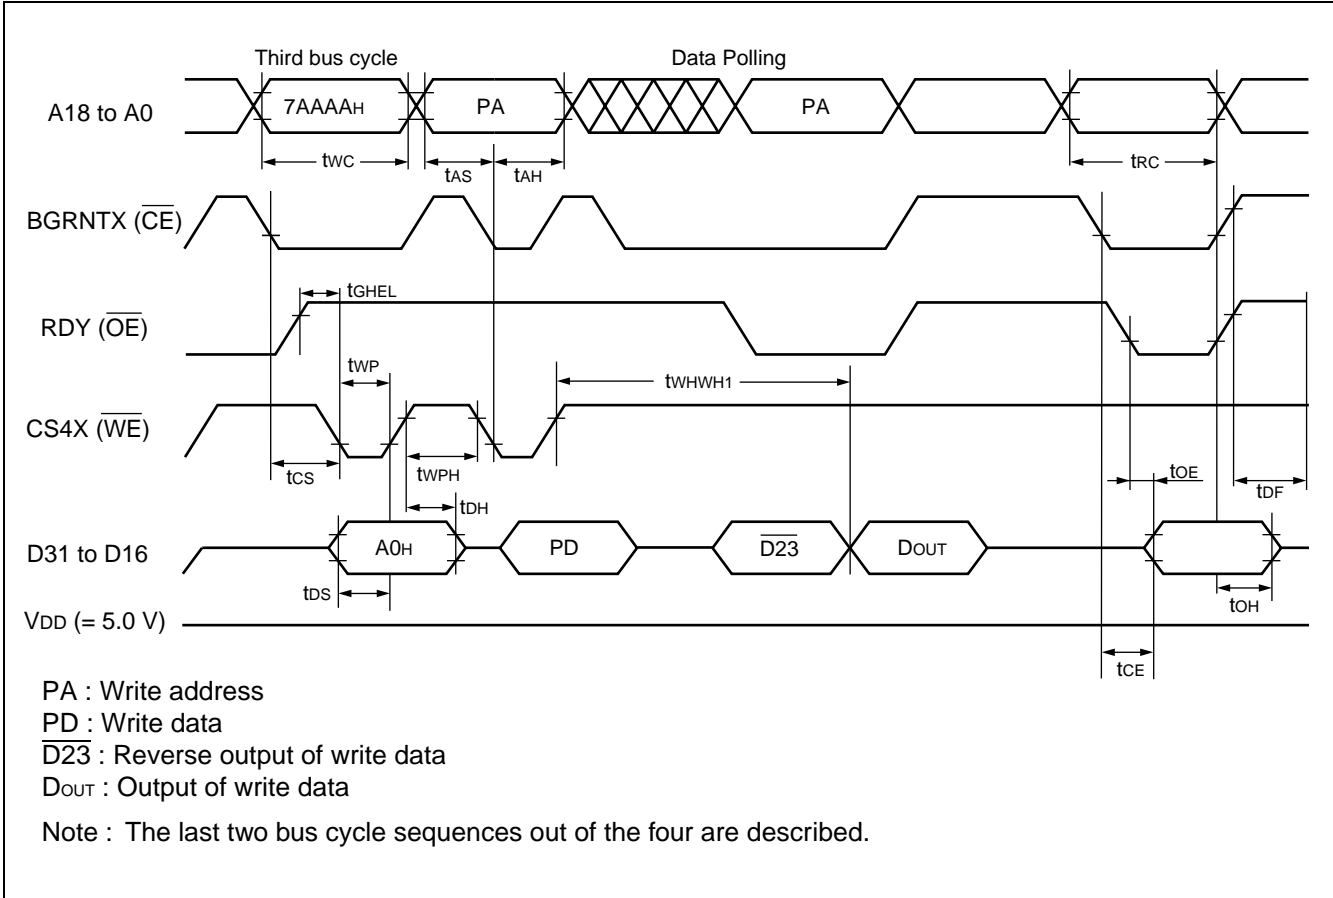 Third bus cycle
Data Polling
A18 to A0
7AAAAH
PA
PA
tWC
tAS
tAH
tRC
BGRNTX (CE)
tGHEL
RDY (OE)
tWP
tWHWH1
CS4X (WE)
tCS
tWPH
tOE
tDF
tDH
D31 to D16
A0H
PD
D23
DOUT
tDS
tOH
VDD (= 5.0 V)
tCE
PA : Write address
PD : Write data
D23 : Reverse output of write data
DOUT : Output of write data
Note : The last two bus cycle sequences out of the four are described.